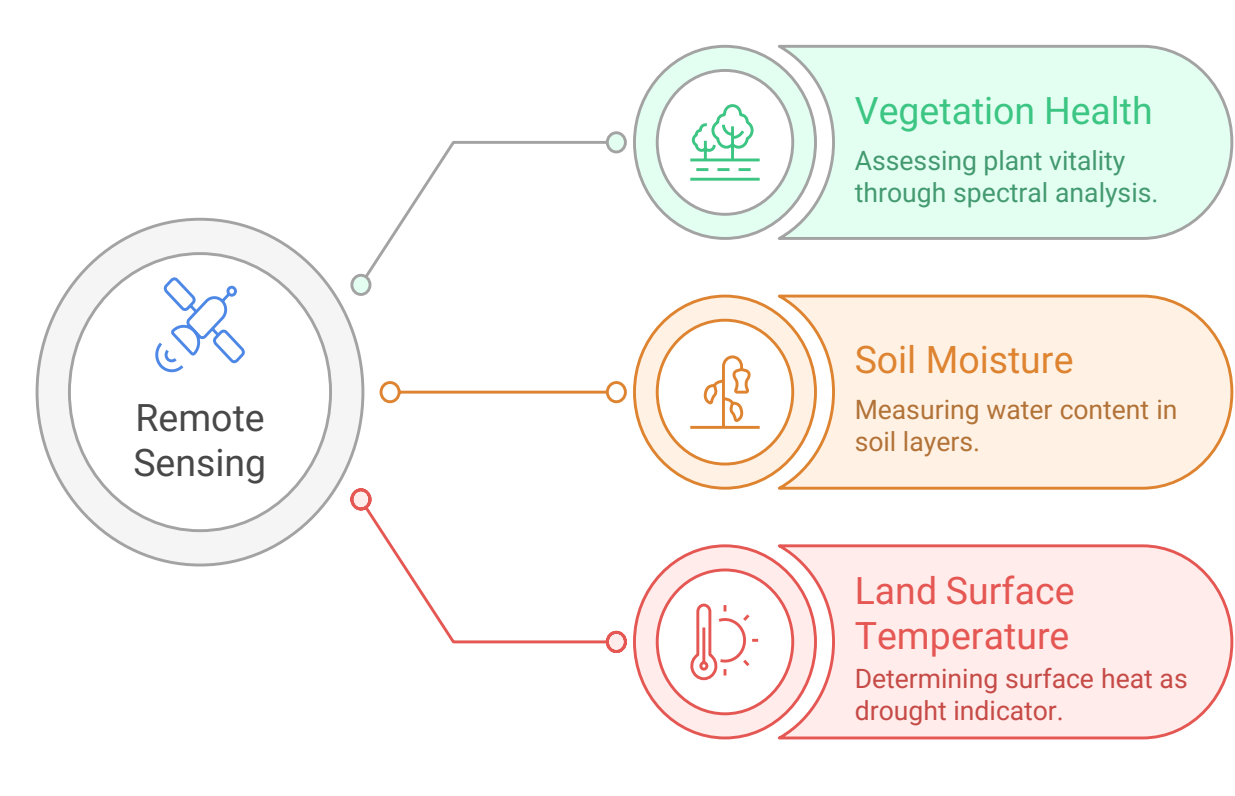 Remote
Sensing
Vegetation Health
Assessing plant vitality
through spectral analysis.
Soil Moisture
Measuring water content in
soil layers.
Land Surface
Temperature
Determining surface heat as
drought indicator.